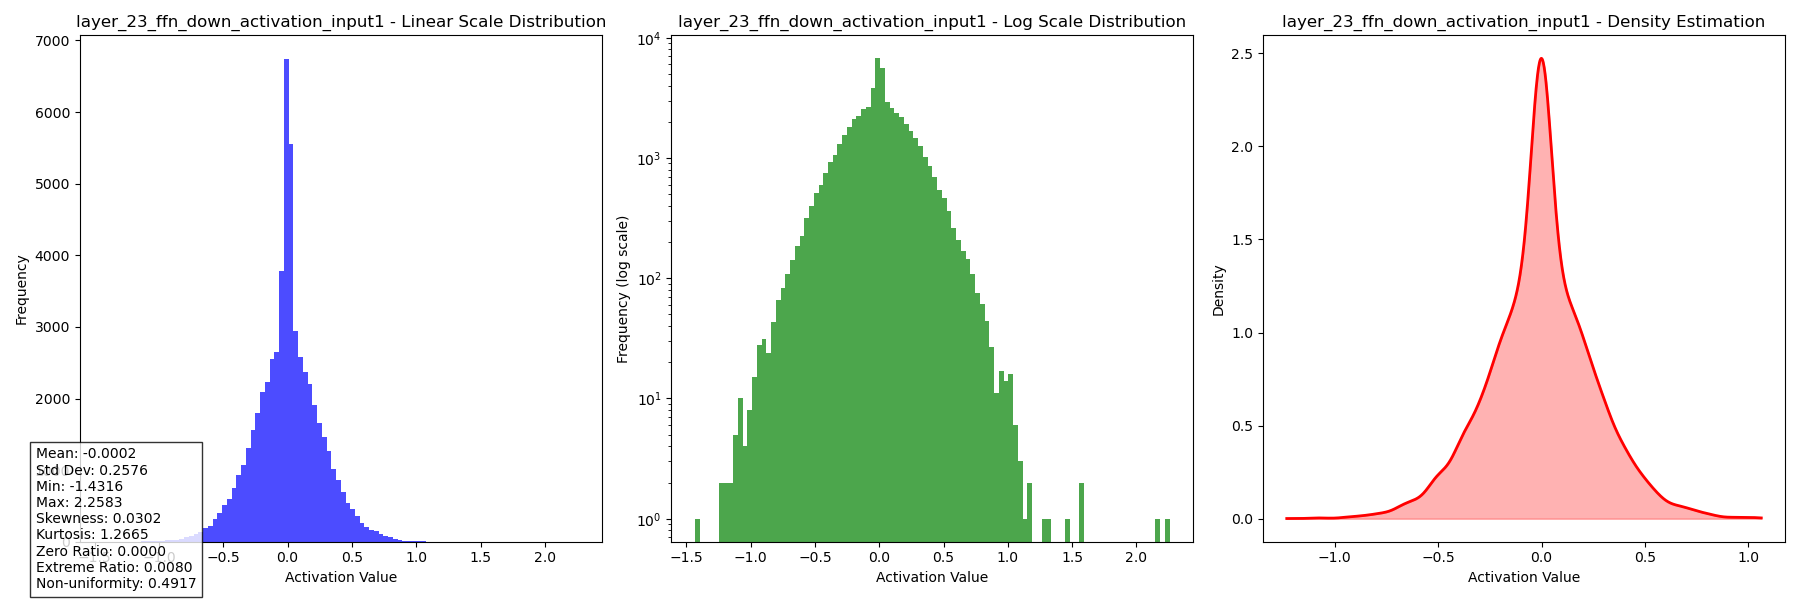 layer_23_ffn_down_activation_input1 - Linear Scale Distribution
7000
6000
5000
4000
3000
2000
Frequency
−0.5
0.0
0.5
1.0
1.5
2.0
Activation Value
Mean: -0.0002
Std Dev: 0.2576
Min: -1.4316
Max: 2.2583
Skewness: 0.0302
Kurtosis: 1.2665
Zero Ratio: 0.0000
Extreme Ratio: 0.0080
Non-uniformity: 0.4917
layer_23_ffn_down_activation_input1 - Log Scale Distribution
10⁴
10³
10²
10¹
10⁰
Frequency (log scale)
−1.5
−1.0
−0.5
0.0
0.5
1.0
1.5
2.0
Activation Value
layer_23_ffn_down_activation_input1 - Density Estimation
2.5
2.0
1.5
1.0
0.5
0.0
Density
−1.0
−0.5
0.0
0.5
1.0
Activation Value